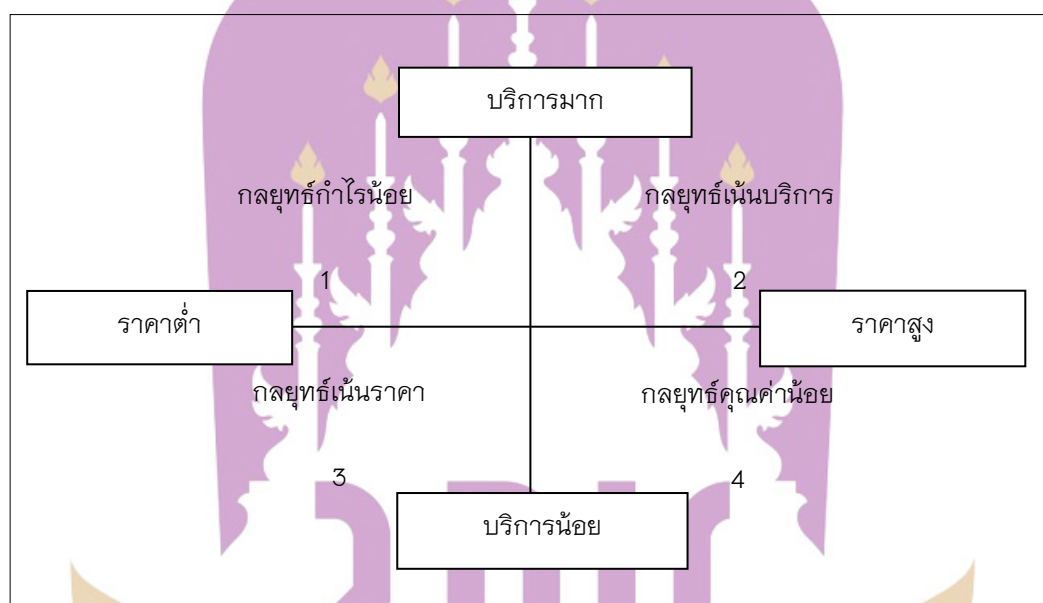 บริการมาก
กลยุทธ์กำไรน้อย
กลยุทธ์เน้นบริการ
1
2
ราคาต่ำ
ราคาสูง
กลยุทธ์เน้นราคา
กลยุทธ์คุณค่าน้อย
3
4
บริการน้อย